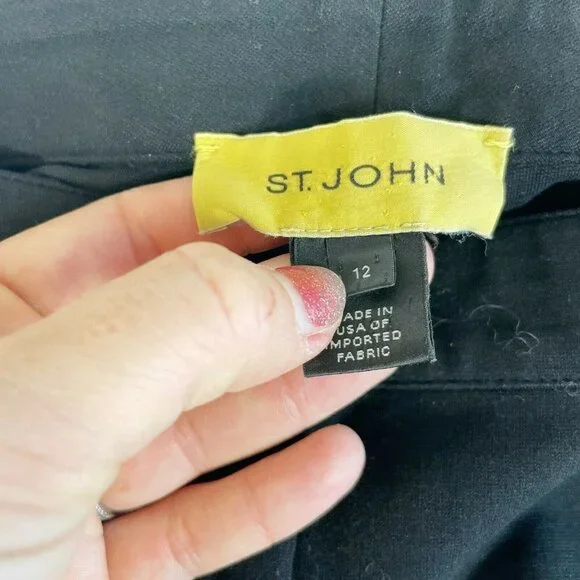 ST. JOHN
12
MADE IN
USA OF
IMPORTED
FABRIC